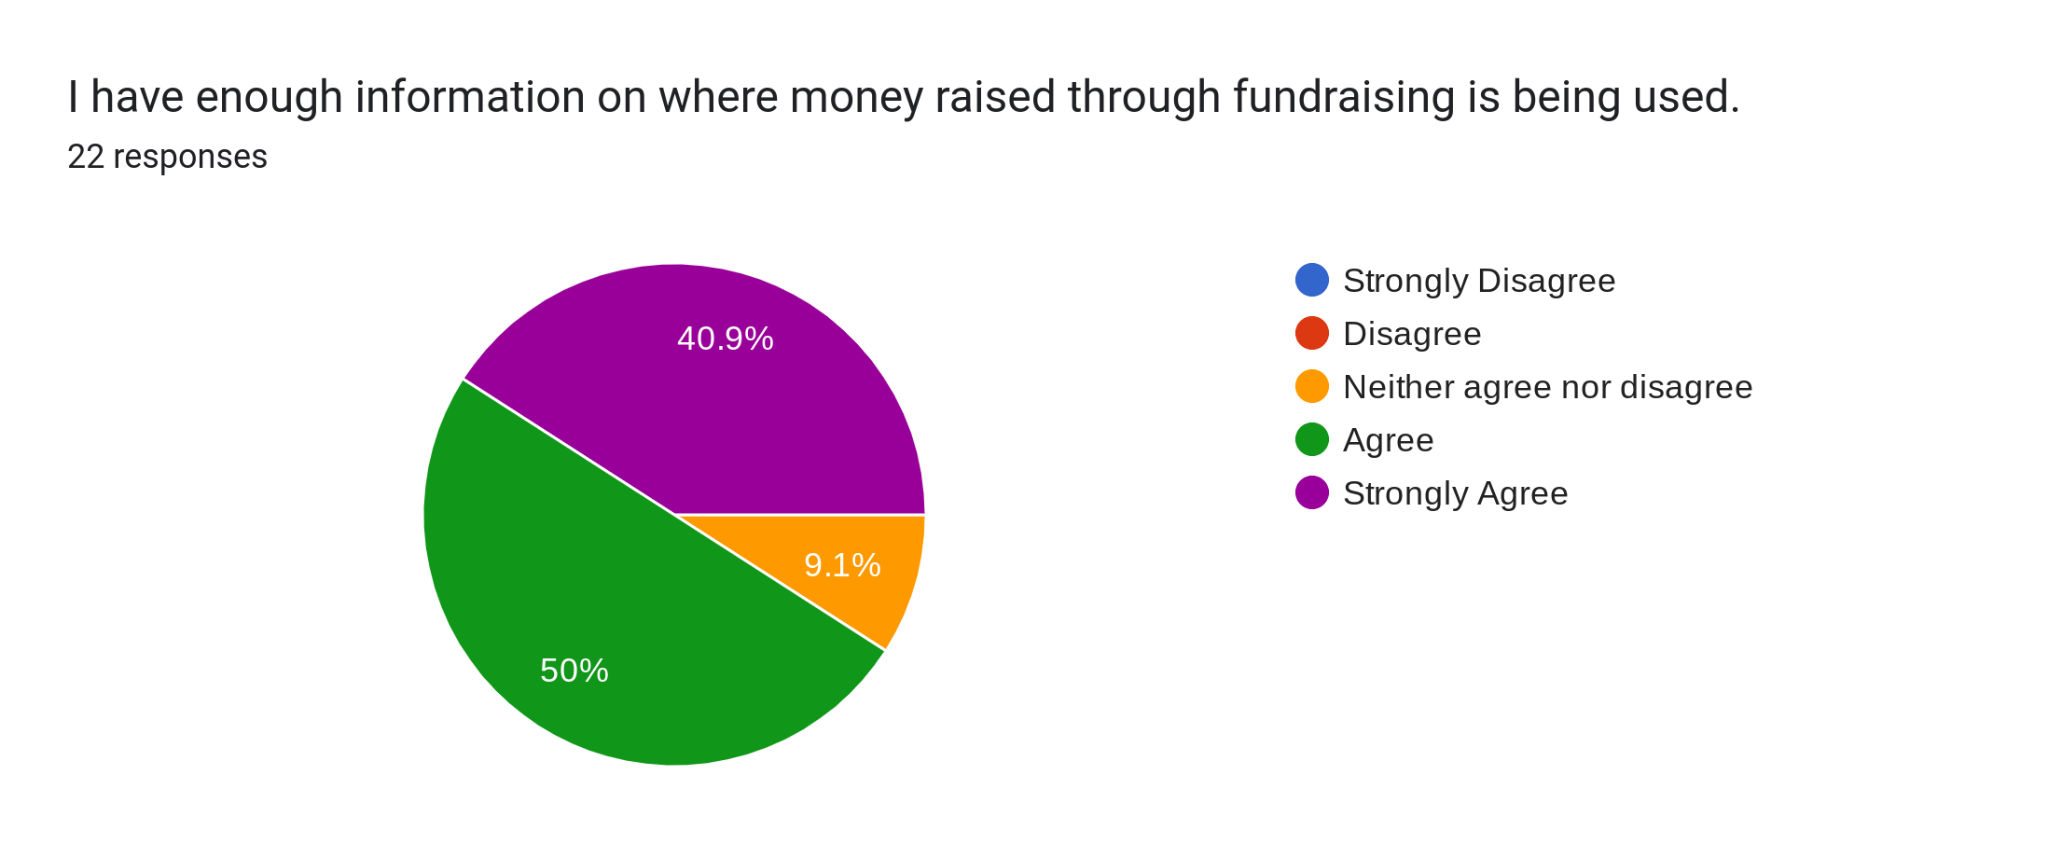 I have enough information on where money raised through fundraising is being used.
22 responses
40.9%
9.1%
50%
Strongly Disagree
Disagree
Neither agree nor disagree
Agree
Strongly Agree